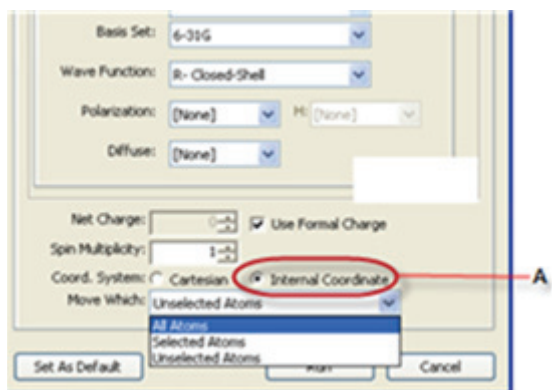 Basis Set: 6-31G
Wave Function: R- Closed-Shell
Polarization: [None] H: [None]
Diffuse: [None]
Net Charge: 0 Use Formal Charge
Spin Multiplicity: 1
Coord. System: Cartesian Internal Coordinate A
Move Which: Unselected Atoms
All Atoms
Selected Atoms
Unselected Atoms
Set As Default Run Cancel